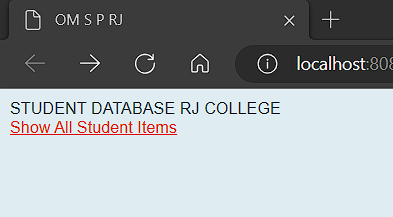 OM S P RJ
localhost:808
STUDENT DATABASE RJ COLLEGE
Show All Student Items